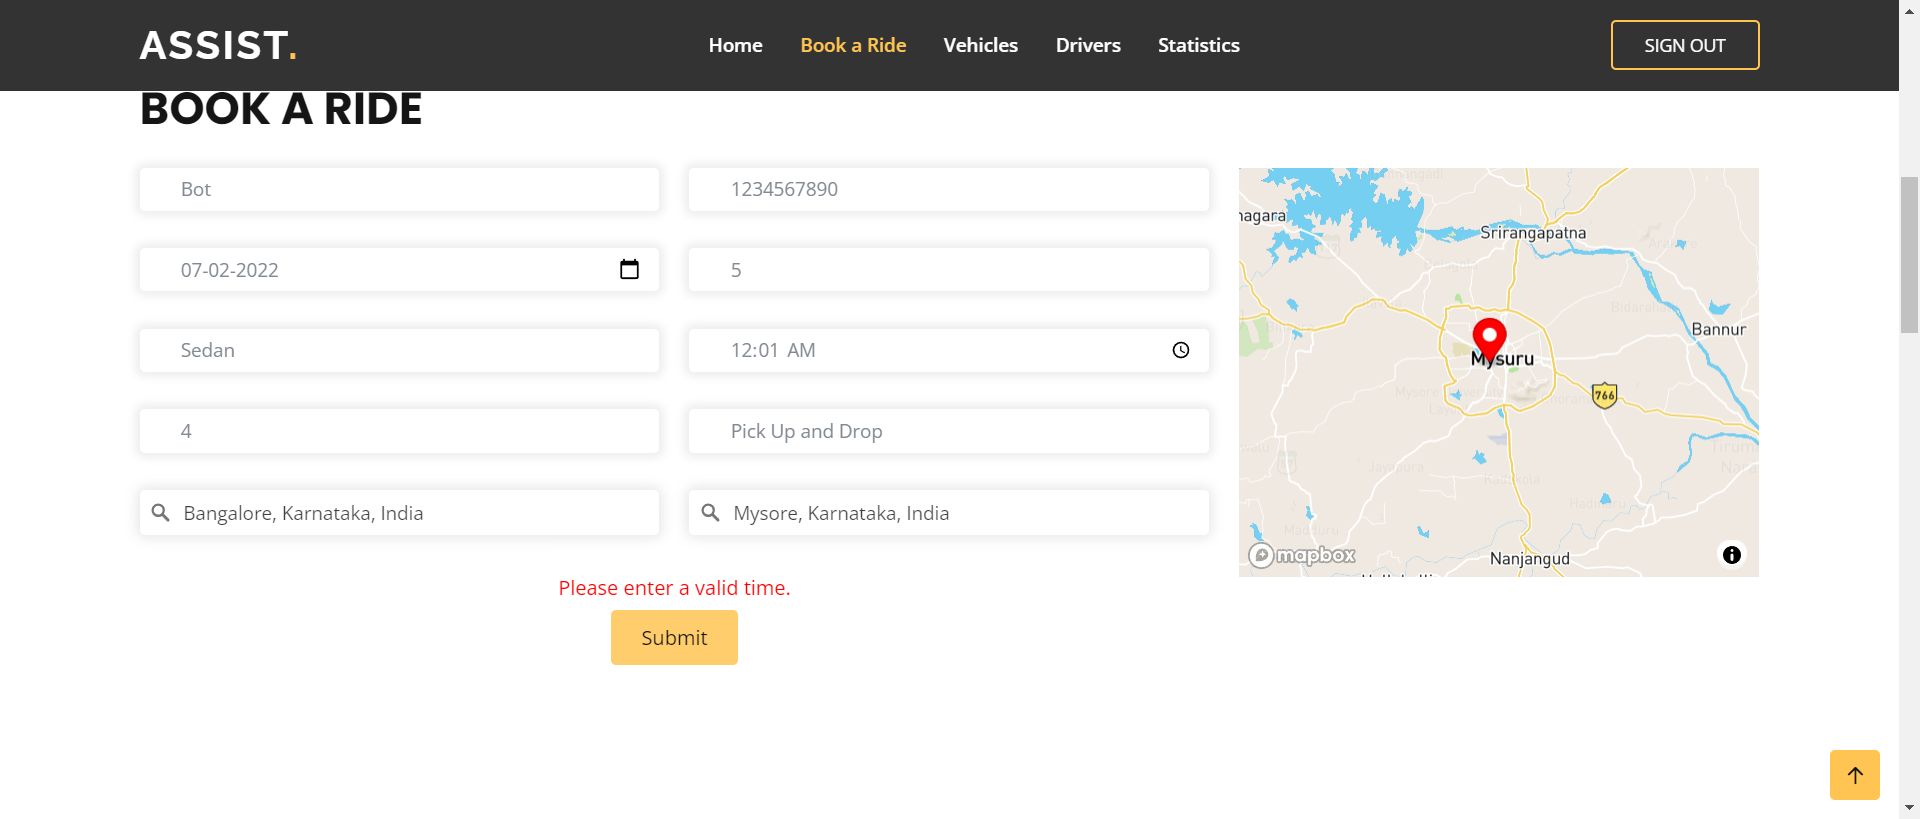 ASSIST.
Home
Book a Ride
Vehicles
Drivers
Statistics
SIGN OUT
BOOK A RIDE
Bot
1234567890
07-02-2022
5
Sedan
12:01 AM
4
Pick Up and Drop
Bangalore, Karnataka, India
Mysore, Karnataka, India
Please enter a valid time.
Submit
nagara
Srirangapatna
Bannur
Mysuru
766
Nanjangud
mapbox